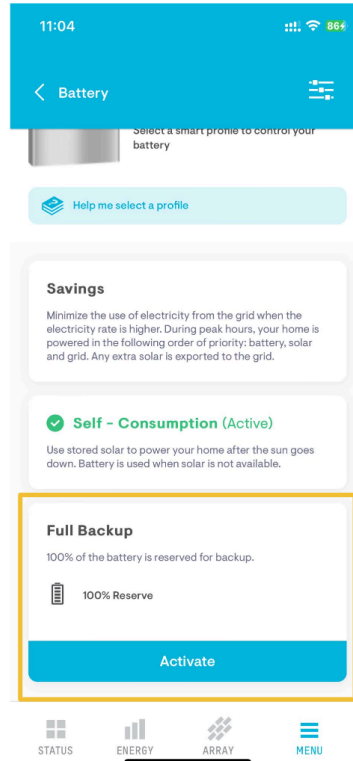 11:04
86
Battery
Select a smart profile to control your
battery
Help me select a profile
Savings
Minimize the use of electricity from the grid when the
electricity rate is higher. During peak hours, your home is
powered in the following order of priority: battery, solar
and grid. Any extra solar is exported to the grid.
Self - Consumption (Active)
Use stored solar to power your home after the sun goes
down. Battery is used when solar is not available.
Full Backup
100% of the battery is reserved for backup.
100% Reserve
Activate
STATUS ENERGY ARRAY MENU